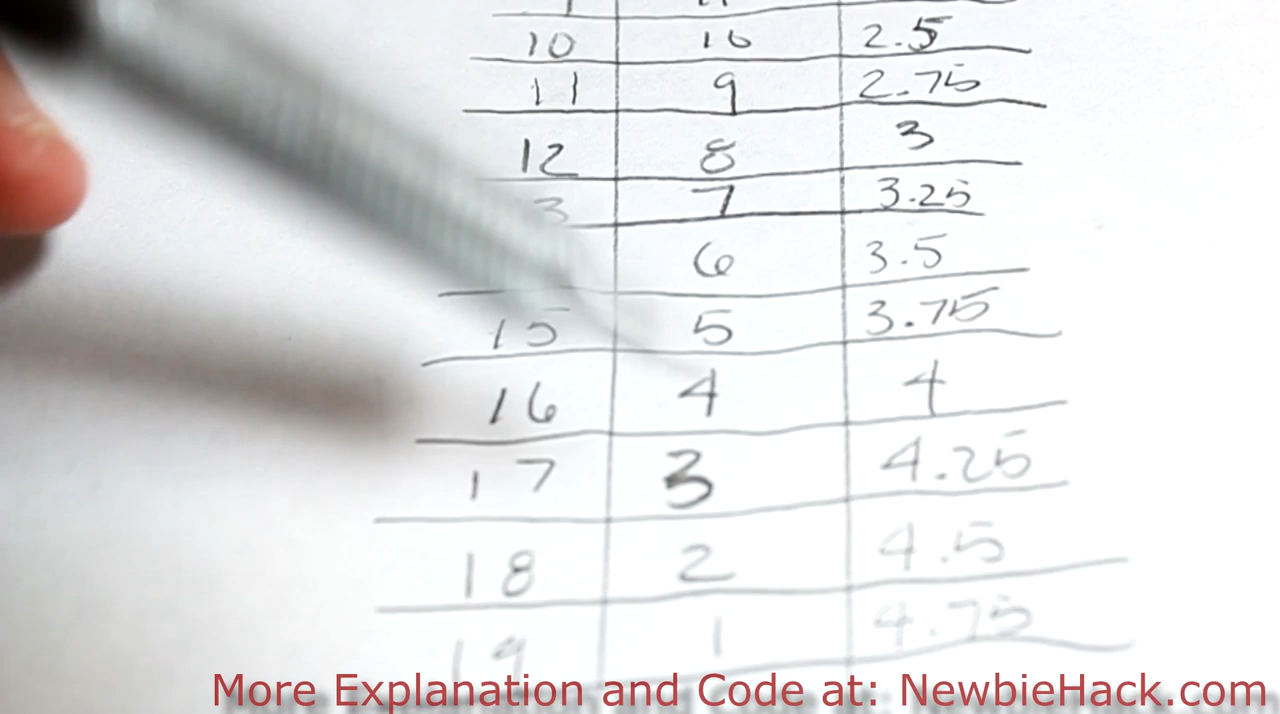 10 10 2.5
11 9 2.75
12 8 3
3 7 3.25
6 3.5
15 5 3.75
16 4 4
17 3 4.25
18 2 4.5
19 1 4.75
More Explanation and Code at: NewbieHack.com